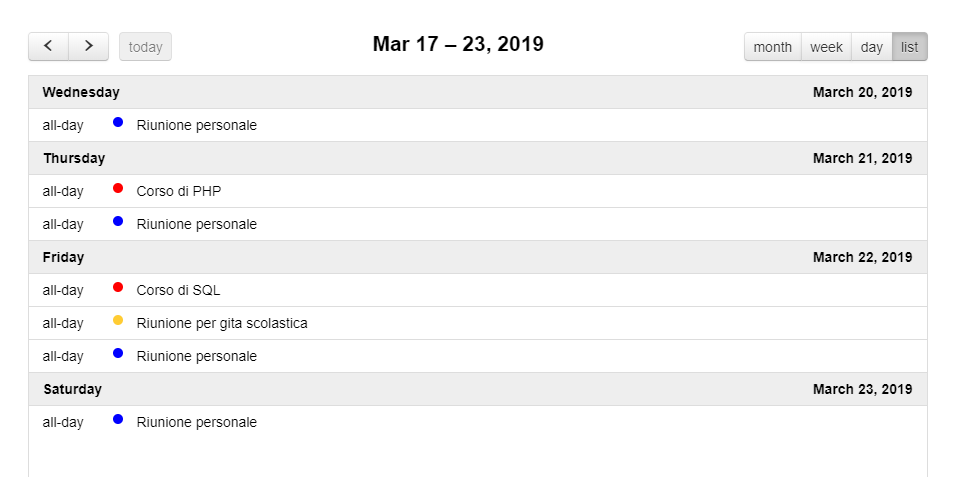 today
Mar 17 – 23, 2019
month week day list
Wednesday March 20, 2019
all-day Riunione personale
Thursday March 21, 2019
all-day Corso di PHP
all-day Riunione personale
Friday March 22, 2019
all-day Corso di SQL
all-day Riunione per gita scolastica
all-day Riunione personale
Saturday March 23, 2019
all-day Riunione personale